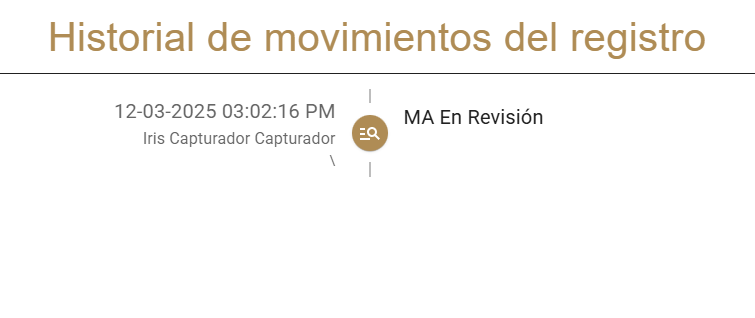 Historial de movimientos del registro
12-03-2025 03:02:16 PM
Iris Capturador Capturador
\
MA En Revisión